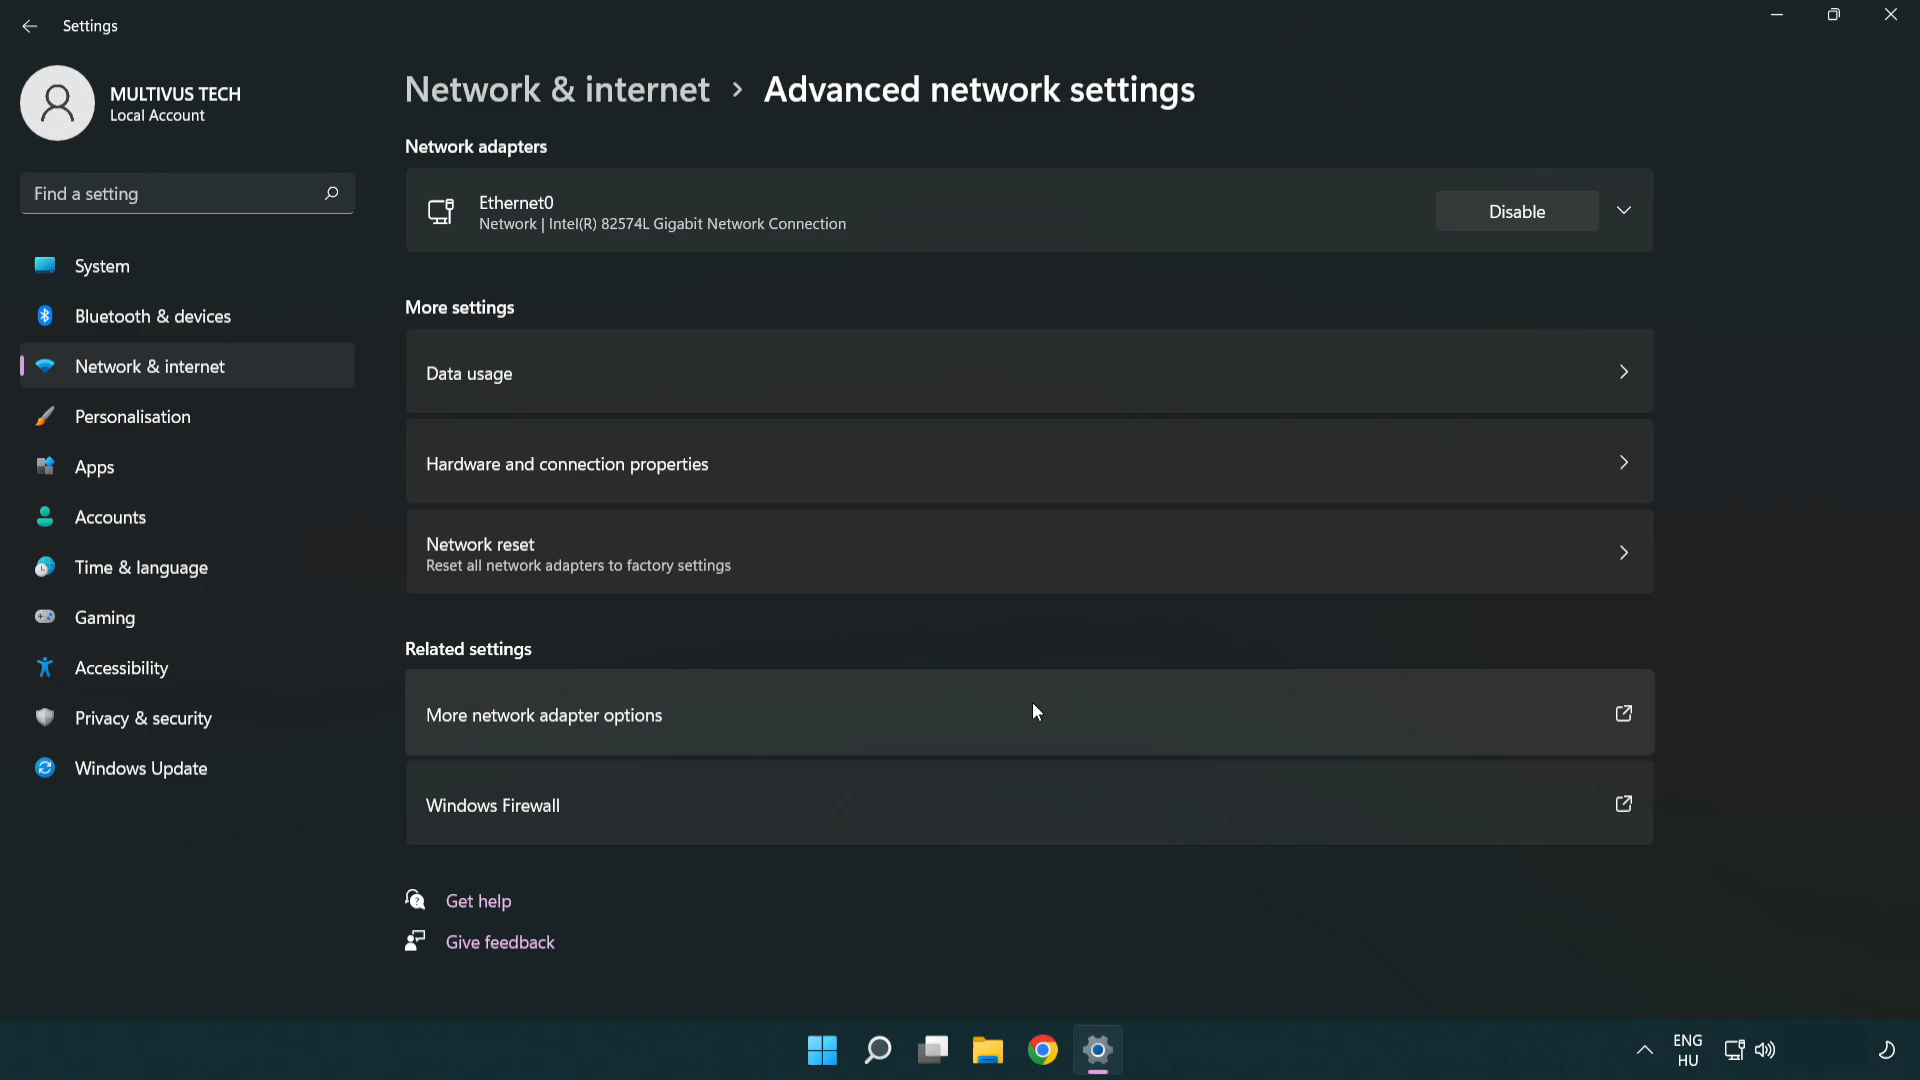 Settings
MULTIVUS TECH
Local Account
Find a setting
System
Bluetooth & devices
Network & internet
Personalisation
Apps
Accounts
Time & language
Gaming
Accessibility
Privacy & security
Windows Update
Network & internet > Advanced network settings
Network adapters
Ethernet0
Network | Intel(R) 82574L Gigabit Network Connection
Disable
More settings
Data usage
Hardware and connection properties
Network reset
Reset all network adapters to factory settings
Related settings
More network adapter options
Windows Firewall
Get help
Give feedback
ENG
HU